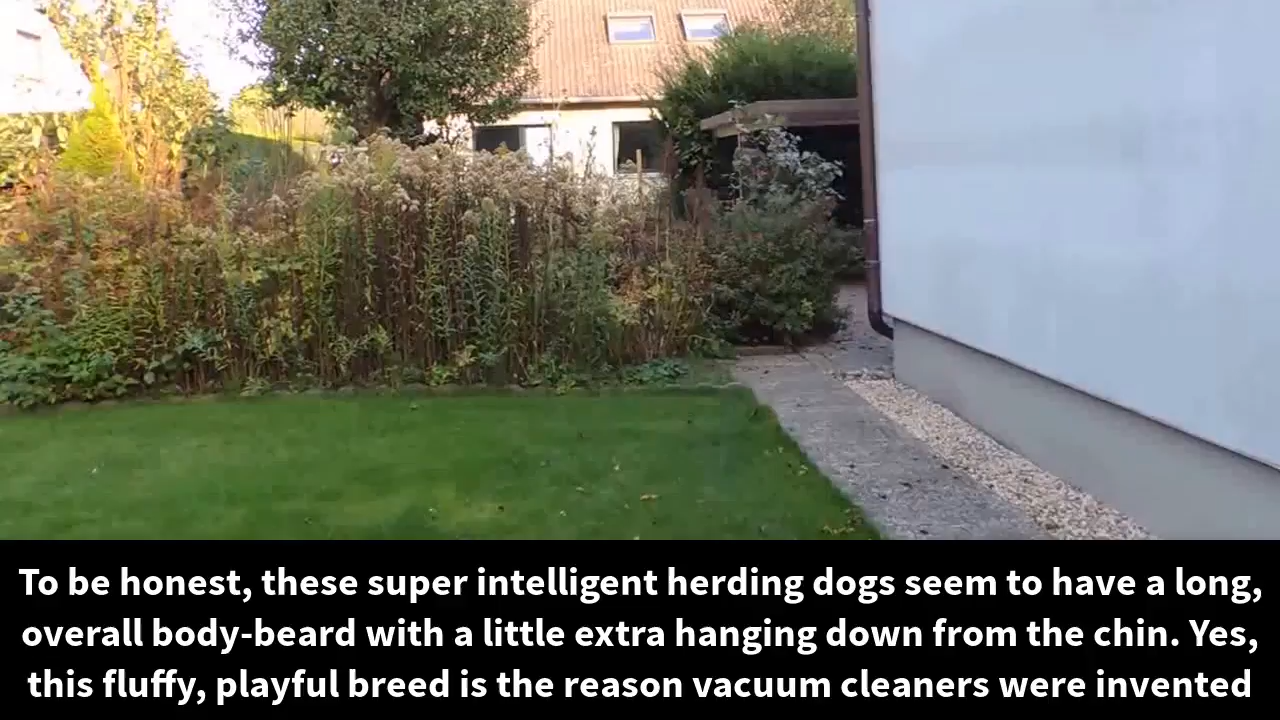 To be honest, these super intelligent herding dogs seem to have a long,
overall body-beard with a little extra hanging down from the chin. Yes,
this fluffy, playful breed is the reason vacuum cleaners were invented